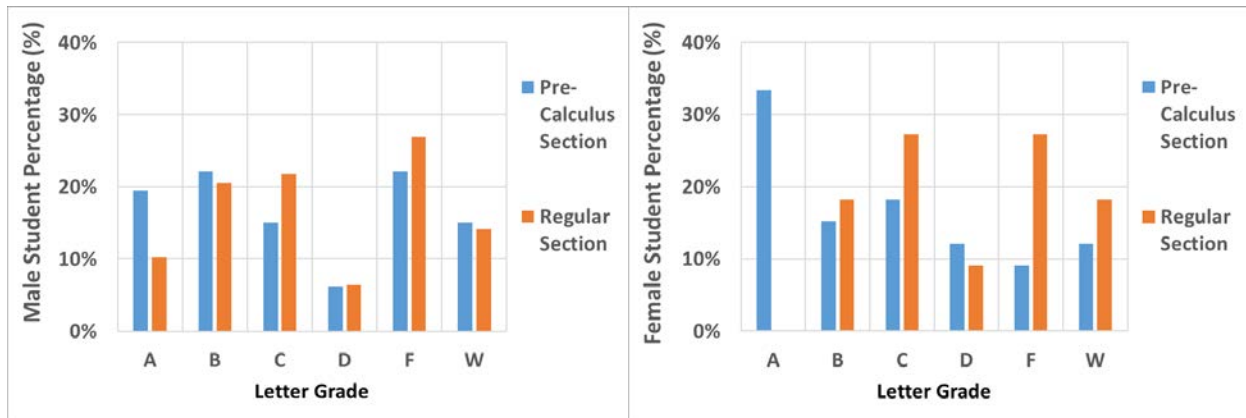 Male Student Percentage (%)
40%
30%
20%
10%
0%
A B C D F W
Letter Grade
Pre-
Calculus
Section
Regular
Section
Female Student Percentage (%)
40%
30%
20%
10%
0%
A B C D F W
Letter Grade
Pre-
Calculus
Section
Regular
Section